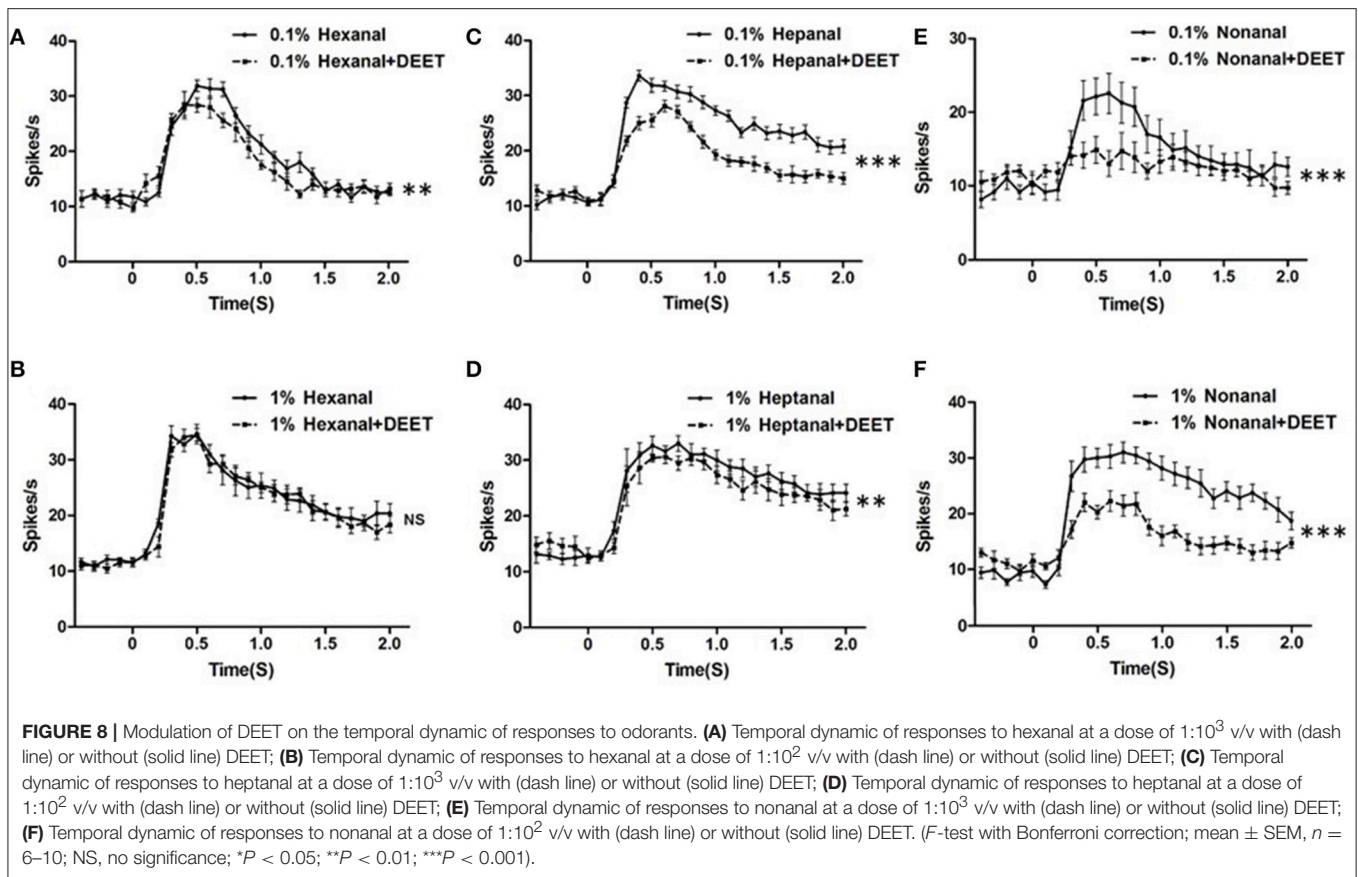 A
0.1% Hexanal
0.1% Hexanal+DEET
40
30
20
10
0
Spikes/s
0 0.5 1.0 1.5 2.0
Time(S)
**
C
0.1% Hepanal
0.1% Hepanal+DEET
40
30
20
10
0
Spikes/s
0 0.5 1.0 1.5 2.0
Time(S)
***
E
0.1% Nonanal
0.1% Nonanal+DEET
30
20
10
0
Spikes/s
0 0.5 1.0 1.5 2.0
Time(S)
***
B
1% Hexanal
1% Hexanal+DEET
40
30
20
10
0
Spikes/s
0 0.5 1.0 1.5 2.0
Time(S)
NS
D
1% Heptanal
1% Heptanal+DEET
40
30
20
10
0
Spikes/s
0 0.5 1.0 1.5 2.0
Time(S)
**
F
1% Nonanal
1% Nonanal+DEET
40
30
20
10
0
Spikes/s
0 0.5 1.0 1.5 2.0
Time(S)
***
FIGURE 8 | Modulation of DEET on the temporal dynamic of responses to odorants. (A) Temporal dynamic of responses to hexanal at a dose of 1:10³ v/v with (dash
line) or without (solid line) DEET; (B) Temporal dynamic of responses to hexanal at a dose of 1:10² v/v with (dash line) or without (solid line) DEET; (C) Temporal
dynamic of responses to heptanal at a dose of 1:10³ v/v with (dash line) or without (solid line) DEET; (D) Temporal dynamic of responses to heptanal at a dose of
1:10² v/v with (dash line) or without (solid line) DEET; (E) Temporal dynamic of responses to nonanal at a dose of 1:10³ v/v with (dash line) or without (solid line) DEET;
(F) Temporal dynamic of responses to nonanal at a dose of 1:10² v/v with (dash line) or without (solid line) DEET. (F-test with Bonferroni correction; mean ± SEM, n =
6–10; NS, no significance; *P < 0.05; **P < 0.01; ***P < 0.001).